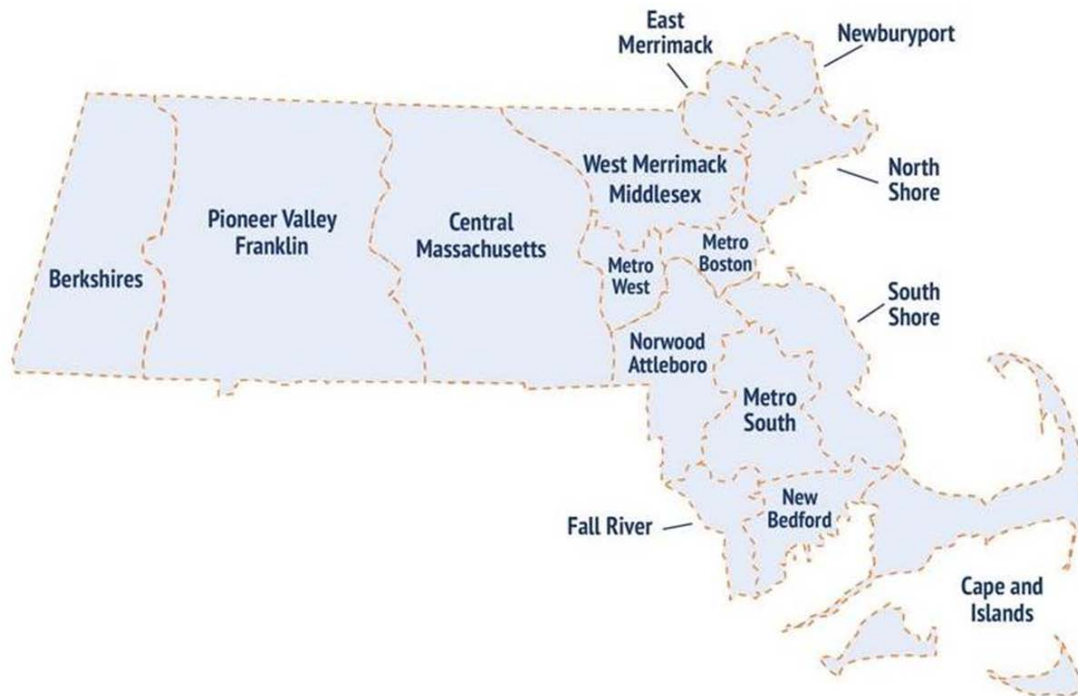 East
Merrimack
Newburyport
West Merrimack
Middlesex
North
Shore
Pioneer Valley
Franklin
Central
Massachusetts
Metro
Boston
Berkshires
Metro
West
South
Shore
Norwood
Attleboro
Metro
South
New
Bedford
Fall River
Cape and
Islands